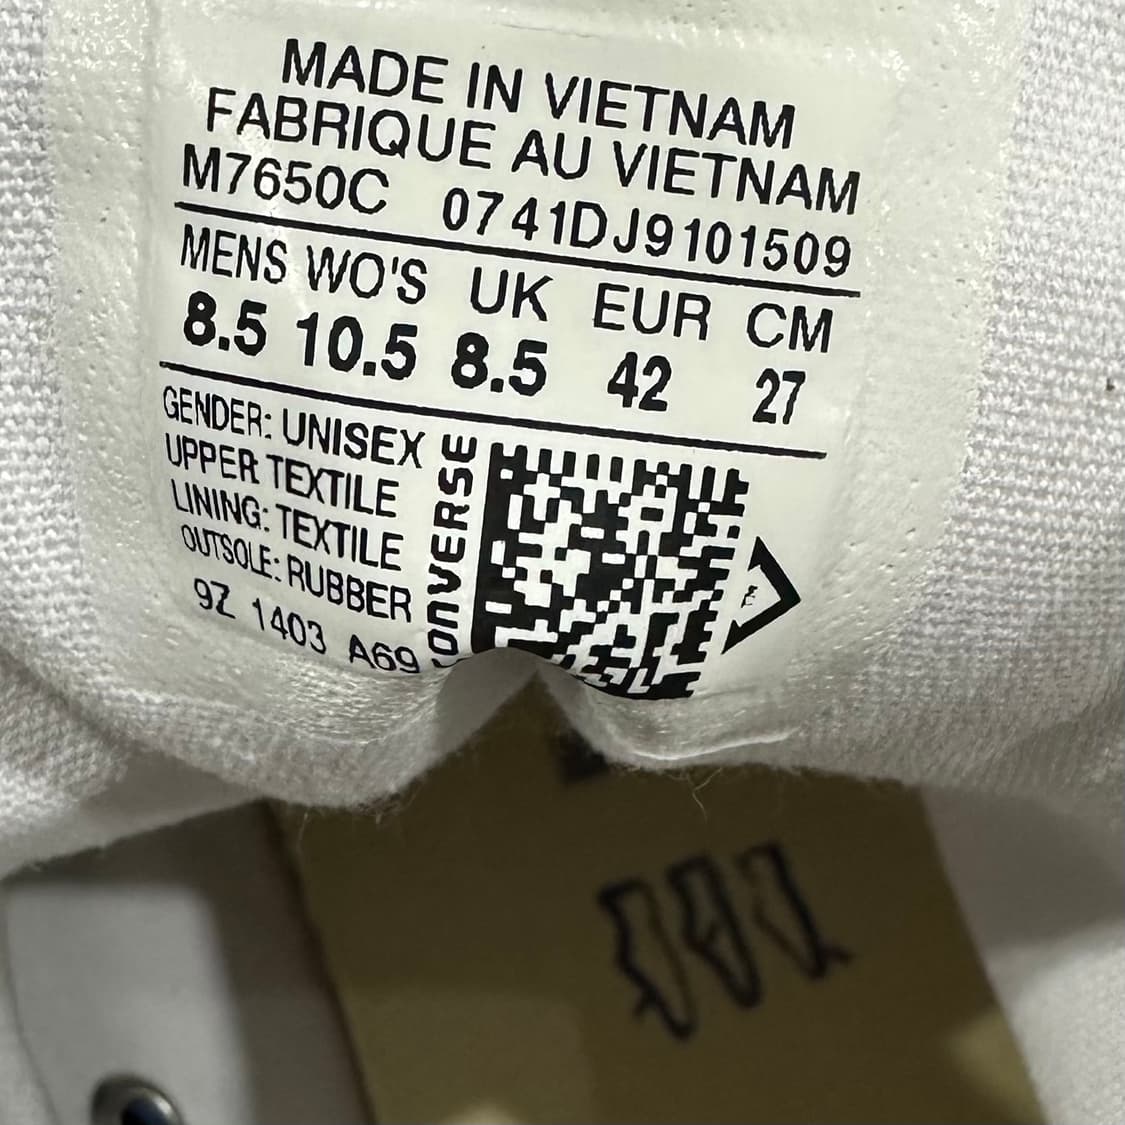 MADE IN VIETNAM
FABRIQUE AU VIETNAM
M7650C 0741DJ9101509
MENS WO'S UK EUR CM
8.5 10.5 8.5 42 27
GENDER: UNISEX
UPPER: TEXTILE
LINING: TEXTILE
OUTSOLE: RUBBER
9Z 1403 A69
CONVERSE